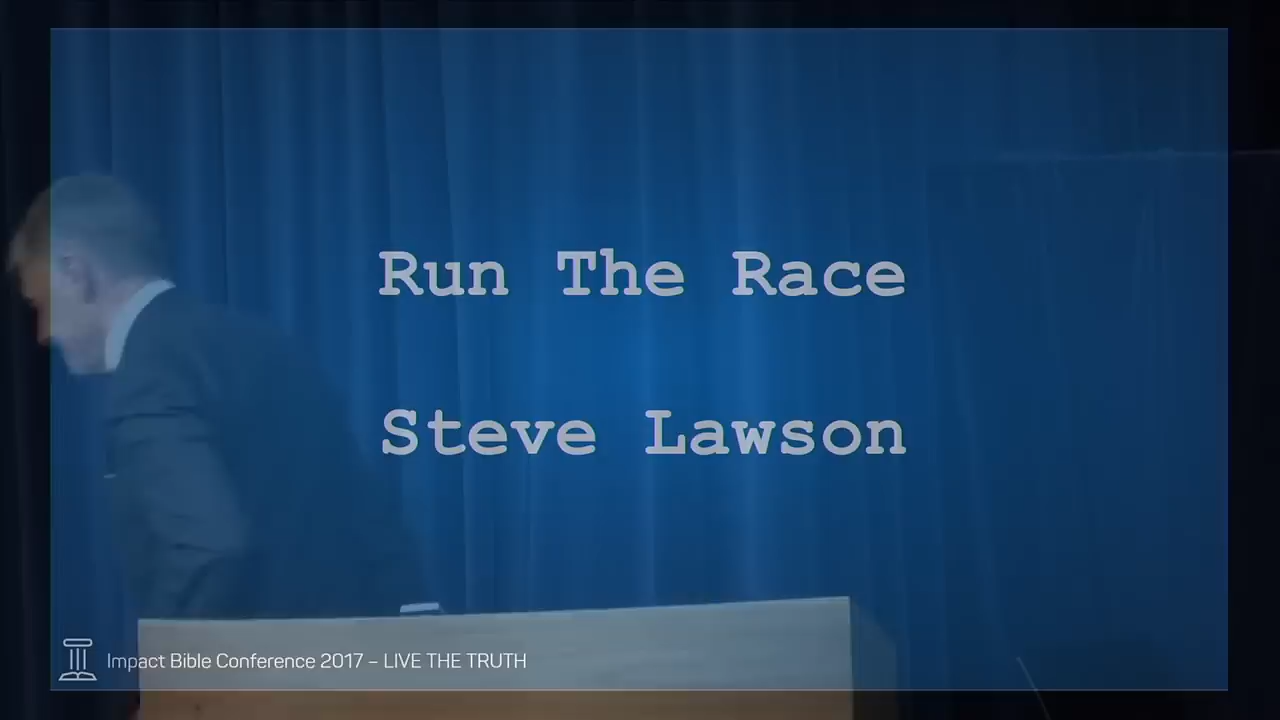 Run The Race
Steve Lawson
Impact Bible Conference 2017 – LIVE THE TRUTH